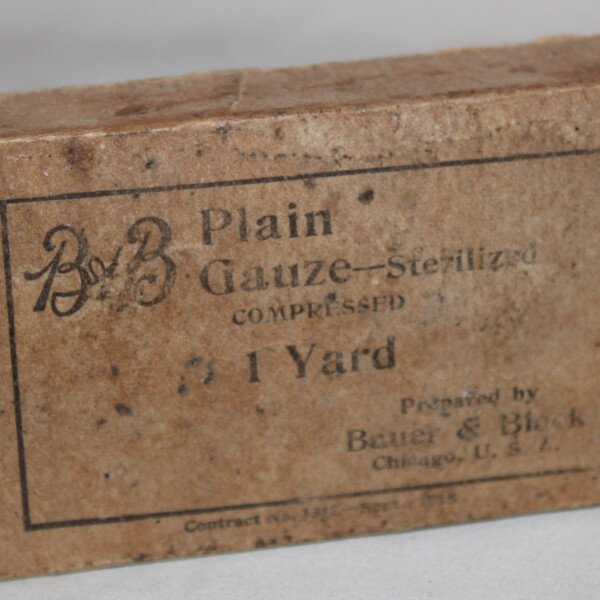 B & B
Plain
Gauze—Sterilized
COMPRESSED
1 Yard
Prepared by
Bauer & Black
Chicago, U. S. A.
Contract No.